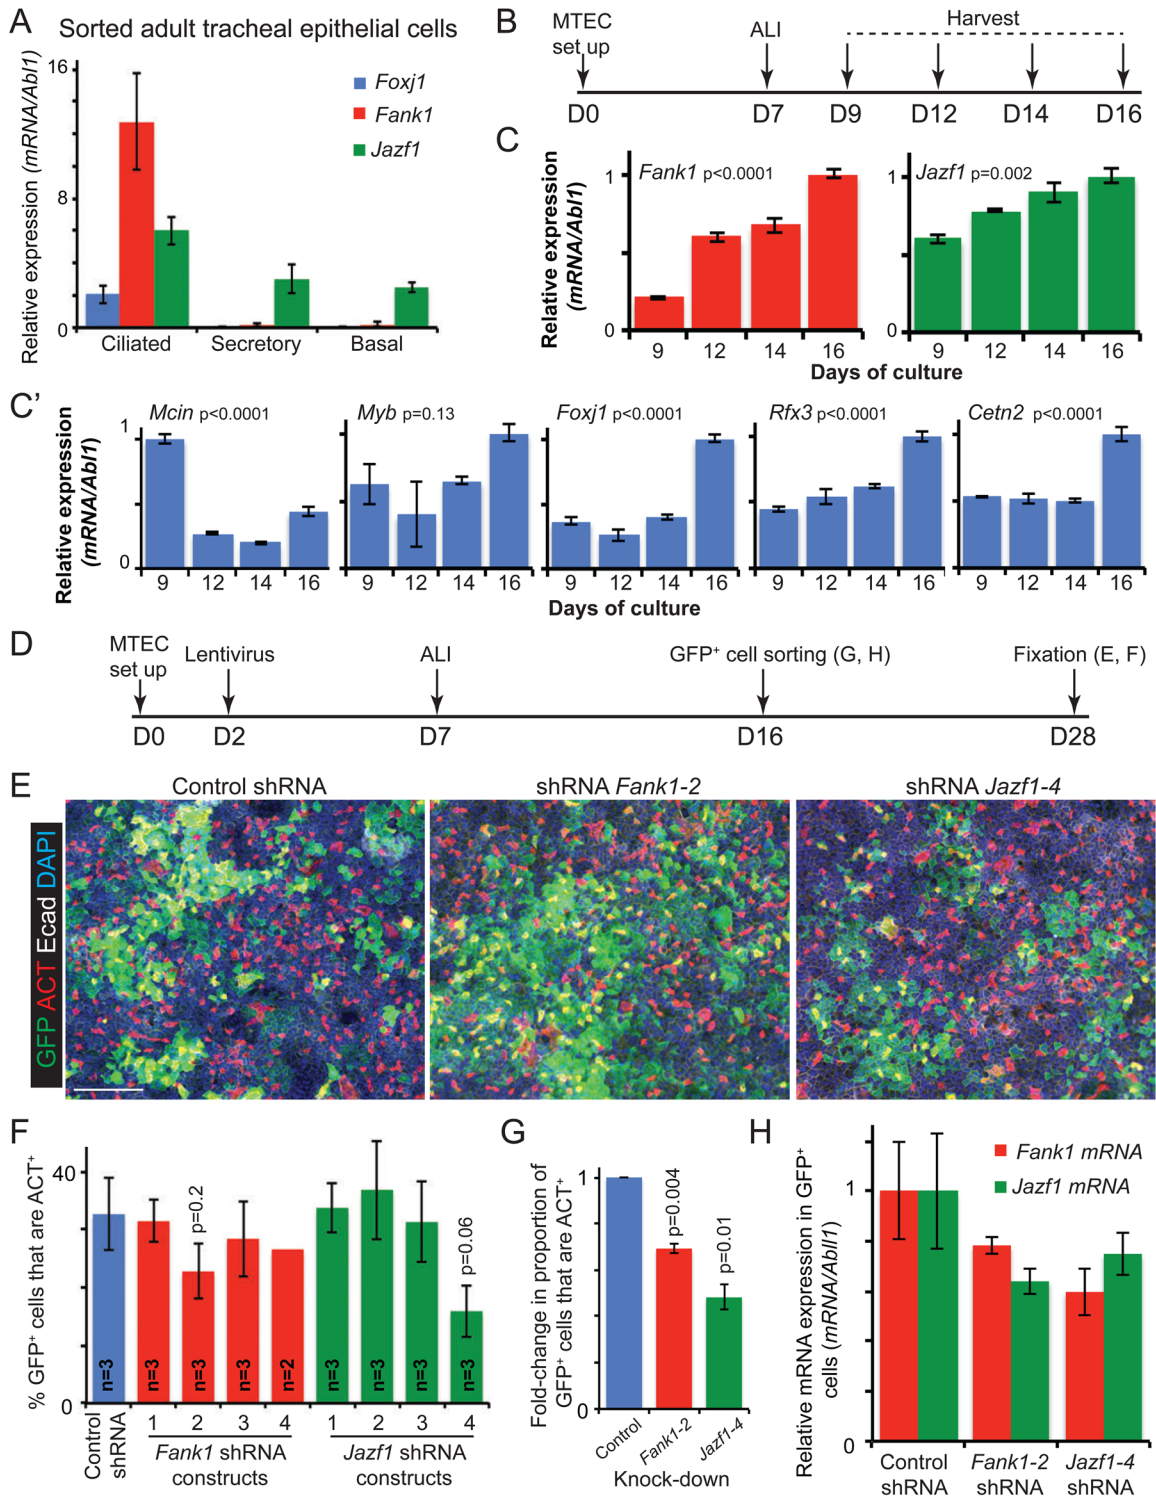 A
Sorted adult tracheal epithelial cells
Relative expression (mRNA/Abl1)
16
8
0
Foxj1
Fank1
Jazf1
Ciliated Secretory Basal
B
MTEC
set up
ALI
Harvest
D0 D7 D9 D12 D14 D16
C
Relative expression
(mRNA/Abl1)
Fank1 p<0.0001
1
0
9 12 14 16
Jazf1 p=0.002
1
0
9 12 14 16
Days of culture
C’
Relative expression
(mRNA/Abl1)
1
0
Mcin p<0.0001
9 12 14 16
Myb p=0.13
9 12 14 16
Foxj1 p<0.0001
9 12 14 16
Rfx3 p<0.0001
9 12 14 16
Cetn2 p<0.0001
9 12 14 16
Days of culture
D
MTEC
set up
Lentivirus
ALI
GFP+ cell sorting (G, H)
Fixation (E, F)
D0 D2 D7 D16 D28
E
Control shRNA
shRNA Fank1-2
shRNA Jazf1-4
GFP ACT Ecad DAPI
F
% GFP+ cells that are ACT+
40
0
p=0.2
p=0.06
n=3 n=3 n=3 n=3 n=2 n=3 n=3 n=3 n=3
Control
shRNA
1 2 3 4
Fank1 shRNA
constructs
1 2 3 4
Jazf1 shRNA
constructs
G
Fold-change in proportion of
GFP+ cells that are ACT+
1
0
p=0.004
p=0.01
Control
Fank1-2
Jazf1-4
Knock-down
H
Relative mRNA expression in GFP+
cells (mRNA/Abl1)
1
0
Fank1 mRNA
Jazf1 mRNA
Control
shRNA
Fank1-2
shRNA
Jazf1-4
shRNA